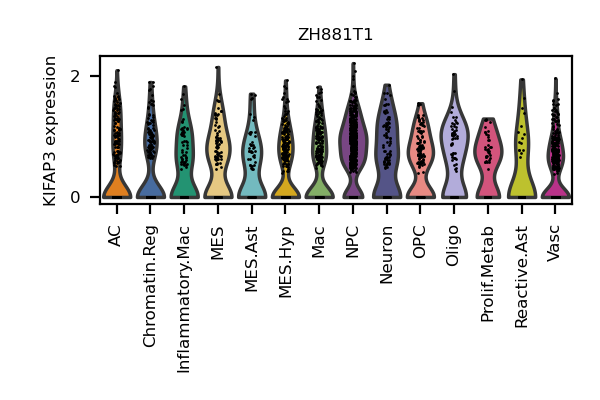 ZH881T1
KIFAP3 expression
2
0
AC
Chromatin.Reg
Inflammatory.Mac
MES
MES.Ast
MES.Hyp
Mac
NPC
Neuron
OPC
Oligo
Prolif.Metab
Reactive.Ast
Vasc